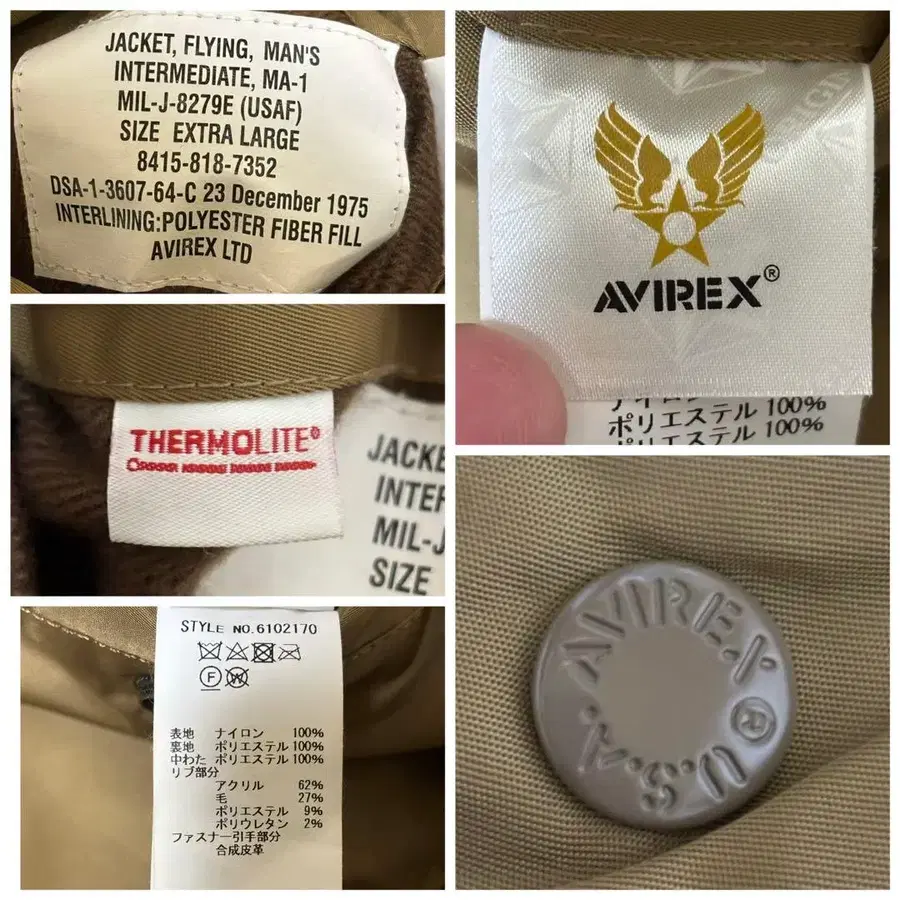 JACKET, FLYING, MAN'S
INTERMEDIATE, MA-1
MIL-J-8279E (USAF)
SIZE EXTRA LARGE
8415-818-7352
DSA-1-3607-64-C 23 December 1975
INTERLINING:POLYESTER FIBER FILL
AVIREX LTD
AVIREX®
ナイロン 100%
ポリエステル 100%
ポリエステル 100%
THERMOLITE®
JACKE
INTER
MIL-J
SIZE
STYLE NO.6102170
F
W
表地 ナイロン 100%
裏地 ポリエステル 100%
中わた ポリエステル 100%
リブ部分
アクリル 62%
毛 27%
ポリエステル 9%
ポリウレタン 2%
ファスナー引手部分
合成皮革
AVIREX ® U.S.A.